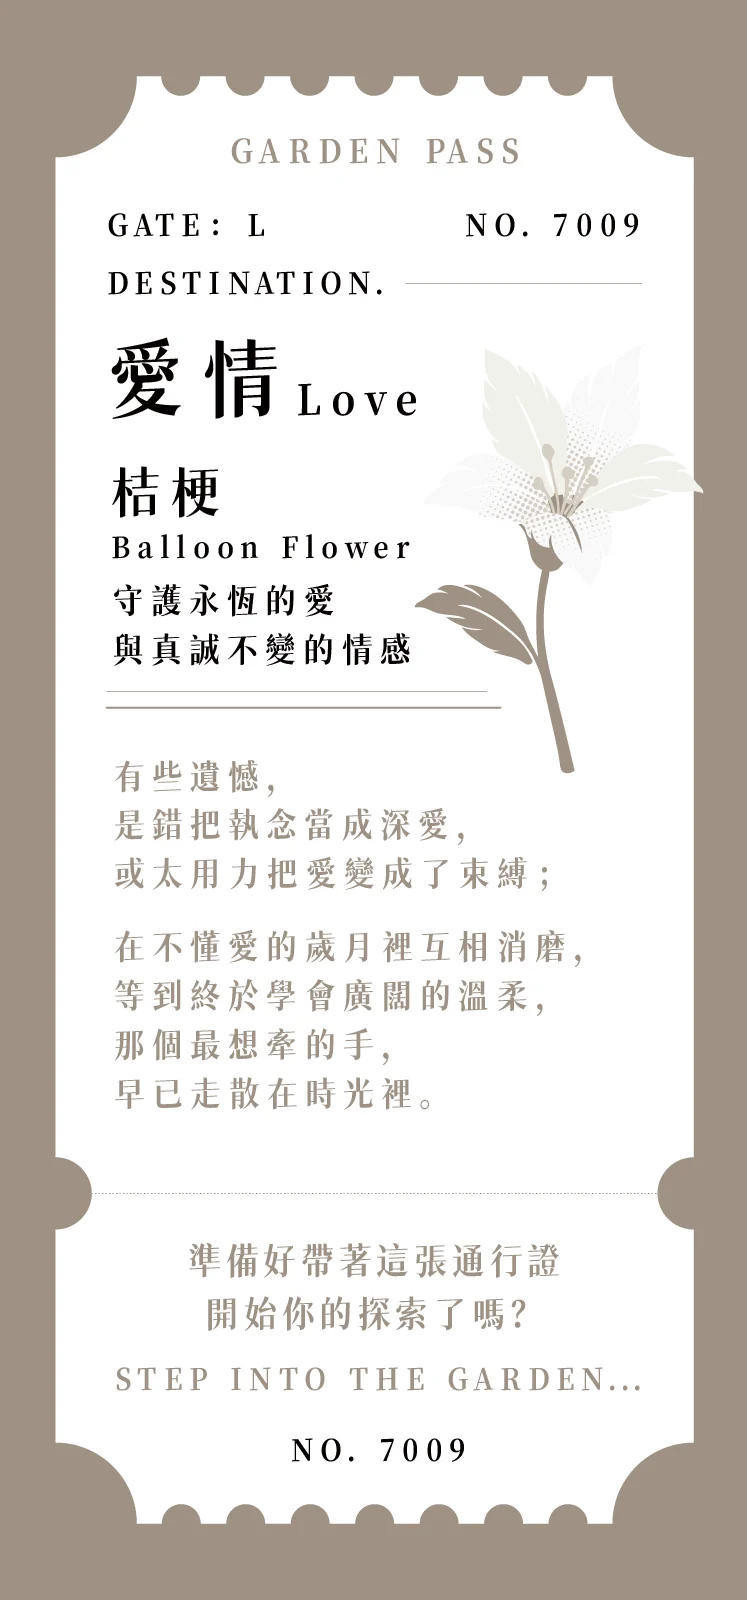 GARDEN PASS
GATE: L
NO. 7009
DESTINATION.
愛情 Love
桔梗
Balloon Flower
守護永恆的愛
與真誠不變的情感
有些遺憾，
是錯把執念當成深愛，
或太用力把愛變成了束縛；
在不懂愛的歲月裡互相消磨，
等到終於學會廣闊的溫柔，
那個最想牽的手，
早已走散在時光裡。
準備好帶著這張通行證
開始你的探索了嗎？
STEP INTO THE GARDEN...
NO. 7009